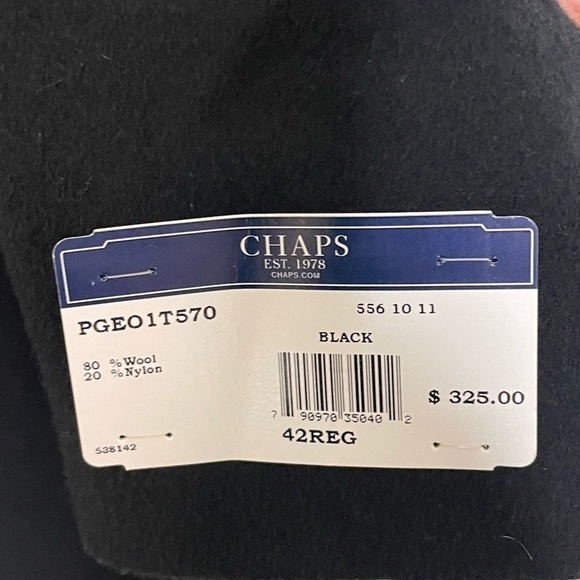 CHAPS
EST. 1978
CHAPS.COM
PGEO1T570
556 10 11
BLACK
80 %Wool
20 %Nylon
$ 325.00
7 90970 35040 2
42REG
538142